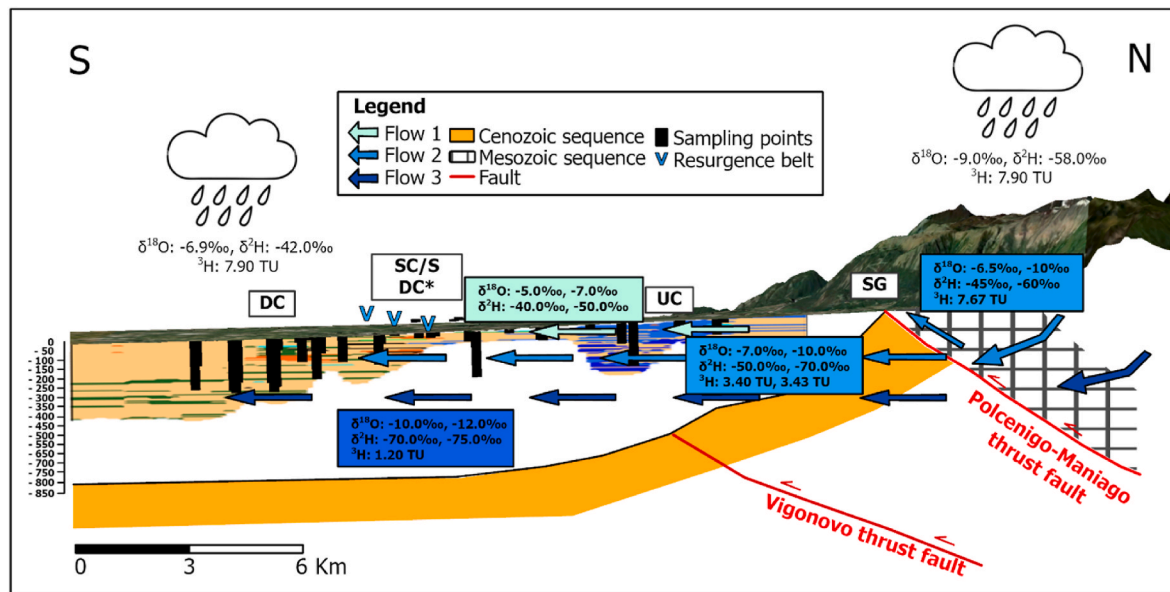 S
N
Legend
Flow 1
Flow 2
Flow 3
Cenozoic sequence
Mesozoic sequence
Fault
Sampling points
Resurgence belt
δ¹⁸O: -9.0‰, δ²H: -58.0‰
³H: 7.90 TU
δ¹⁸O: -6.9‰, δ²H: -42.0‰
³H: 7.90 TU
DC
SC/S
DC*
δ¹⁸O: -5.0‰, -7.0‰
δ²H: -40.0‰, -50.0‰
UC
SG
δ¹⁸O: -6.5‰, -10‰
δ²H: -45‰, -60‰
³H: 7.67 TU
δ¹⁸O: -7.0‰, -10.0‰
δ²H: -50.0‰, -70.0‰
³H: 3.40 TU, 3.43 TU
δ¹⁸O: -10.0‰, -12.0‰
δ²H: -70.0‰, -75.0‰
³H: 1.20 TU
0
- 50
-100
-150
-200
-250
-300
-350
-400
-450
-500
-550
-600
-650
-700
-750
-800
-850
Polcenigo-Maniago
thrust fault
Vigonovo thrust fault
0 3 6 Km